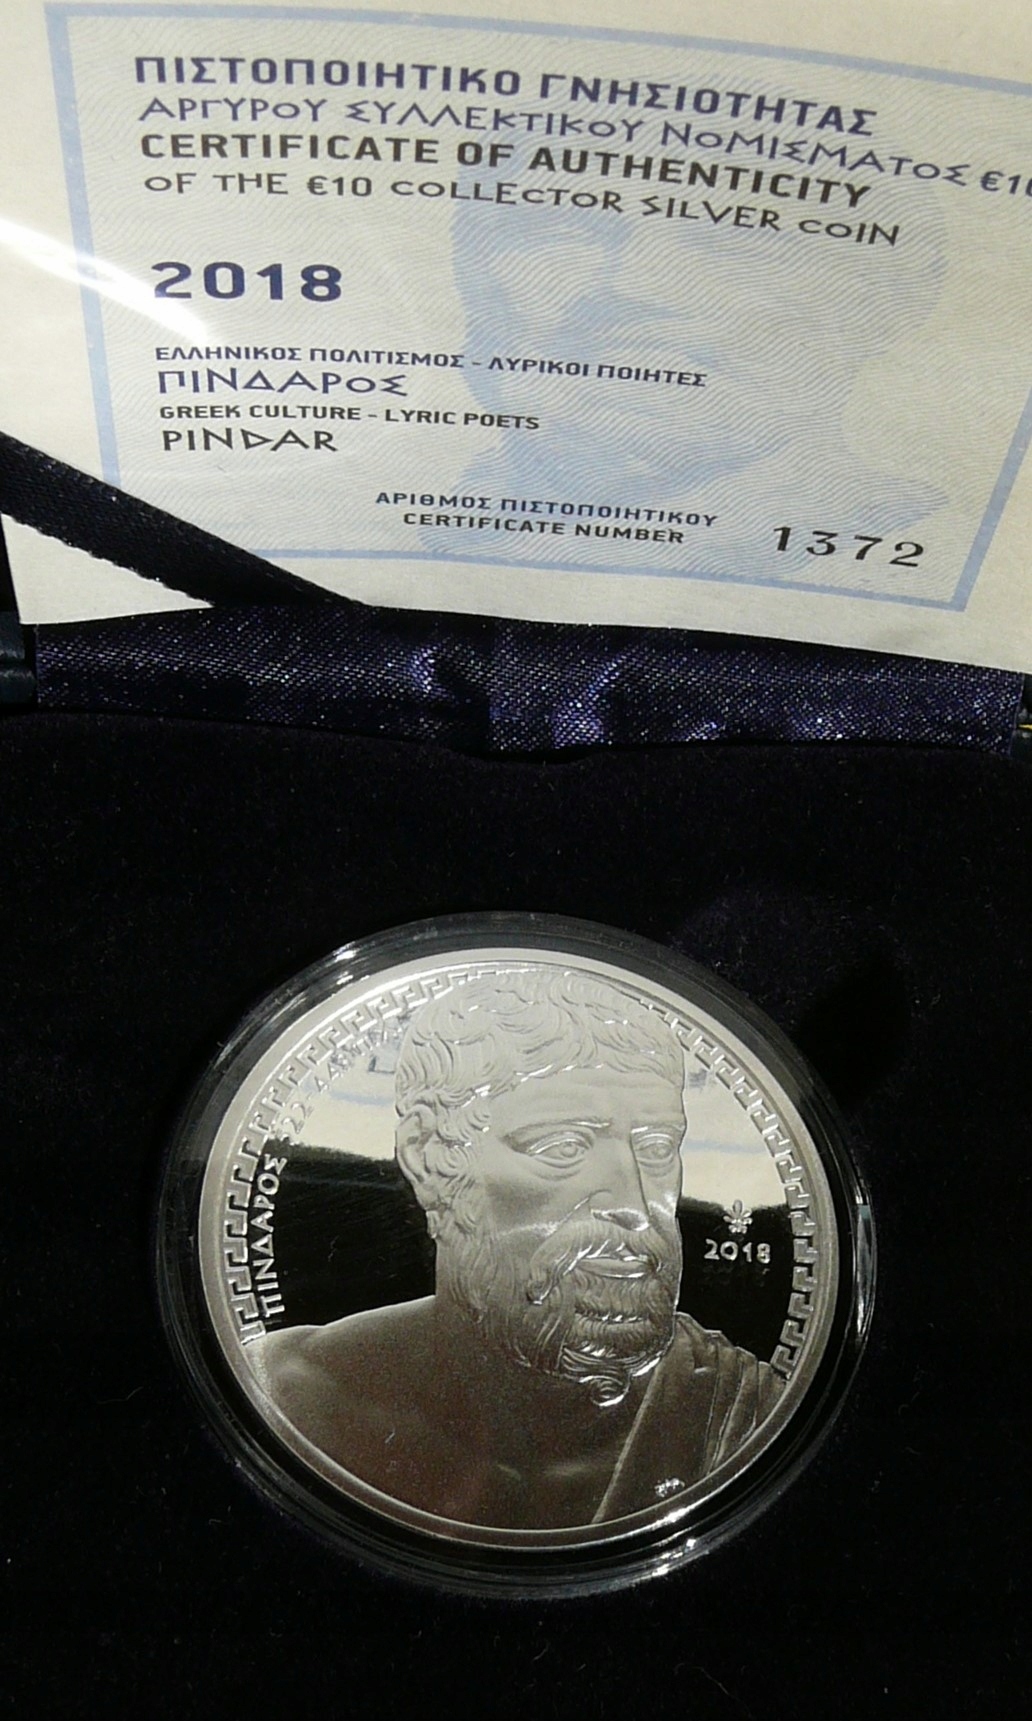 ΠΙΣΤΟΠΟΙΗΤΙΚΟ ΓΝΗΣΙΟΤΗΤΑΣ
ΑΡΓΥΡΟΥ ΣΥΛΛΕΚΤΙΚΟΥ ΝΟΜΙΣΜΑΤΟΣ €10
CERTIFICATE OF AUTHENTICITY
OF THE €10 COLLECTOR SILVER COIN
2018
ΕΛΛΗΝΙΚΟΣ ΠΟΛΙΤΙΣΜΟΣ - ΛΥΡΙΚΟΙ ΠΟΙΗΤΕΣ
ΠΙΝΔΑΡΟΣ
GREEK CULTURE - LYRIC POETS
PINDAR
ΑΡΙΘΜΟΣ ΠΙΣΤΟΠΟΙΗΤΙΚΟΥ
CERTIFICATE NUMBER
1372
ΠΙΝΔΑΡΟΣ
2018